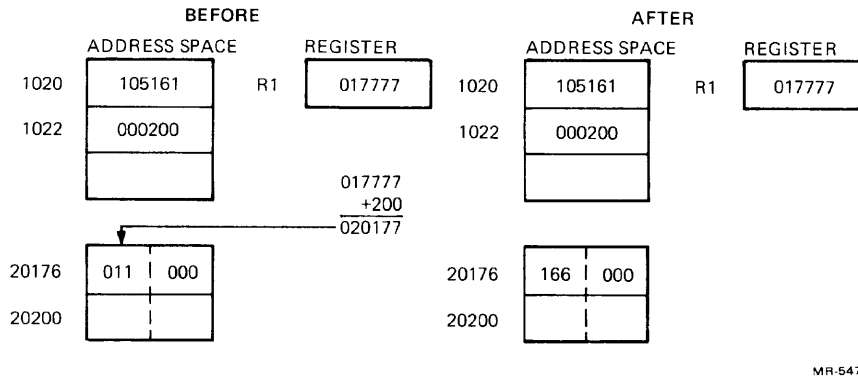 BEFORE AFTER
ADDRESS SPACE REGISTER ADDRESS SPACE REGISTER
1020 105161 R1 017777 1020 105161 R1 017777
1022 000200 1022 000200
017777
+200
020177
20176 011 000 20176 166 000
20200 20200
MR-547